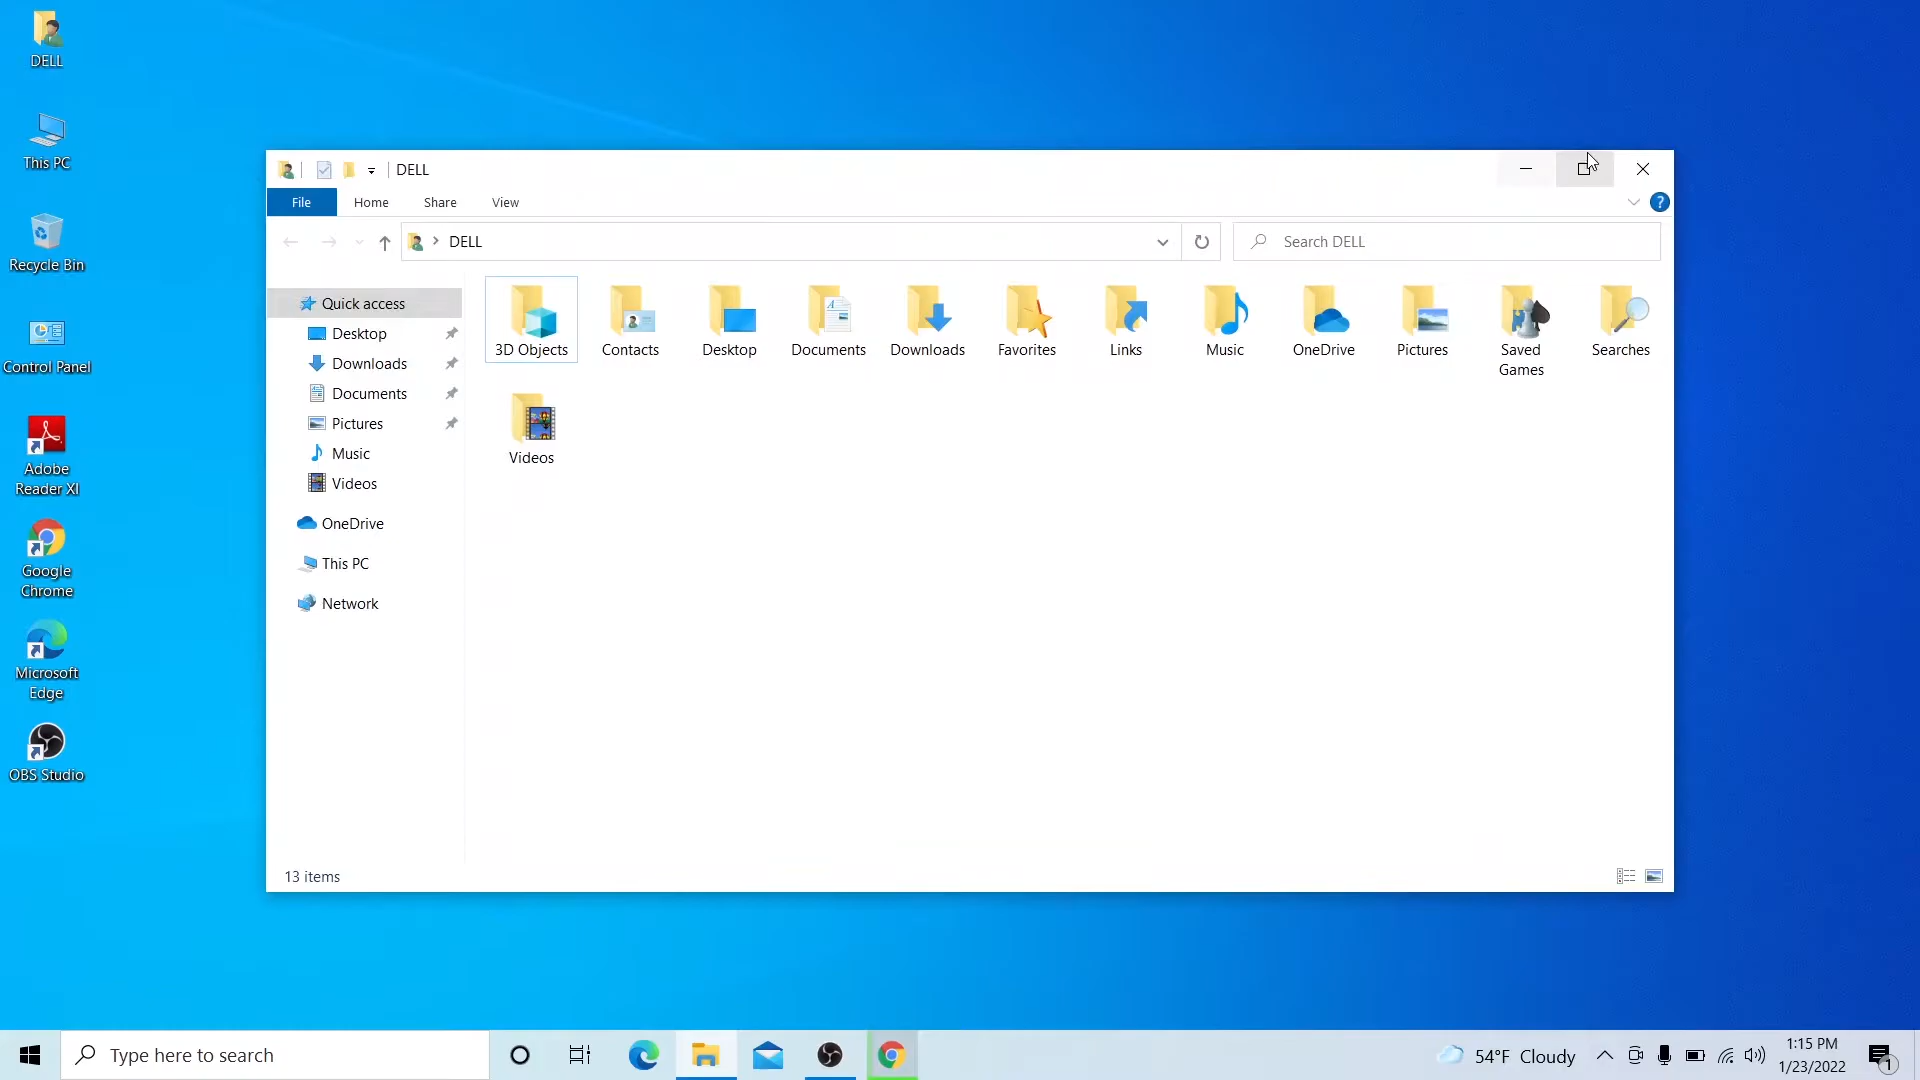 DELL
This PC
Recycle Bin
Control Panel
Adobe
Reader XI
Google
Chrome
Microsoft
Edge
OBS Studio
DELL
File Home Share View
?
DELL
Search DELL
Quick access
Desktop
Downloads
Documents
Pictures
Music
Videos
OneDrive
This PC
Network
3D Objects Contacts Desktop Documents Downloads Favorites Links Music OneDrive Pictures Saved Games Searches
Videos
13 items
Type here to search
54°F Cloudy
1:15 PM
1/23/2022
1